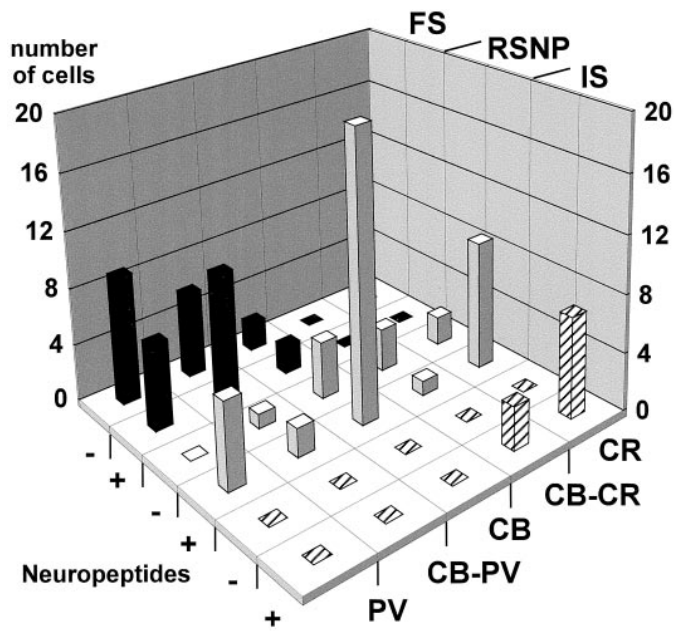 FS
RSNP
IS
number
of cells
20
16
12
8
4
0
20
16
12
8
4
0
-
+
-
+
-
+
Neuropeptides
PV
CB-PV
CB
CB-CR
CR